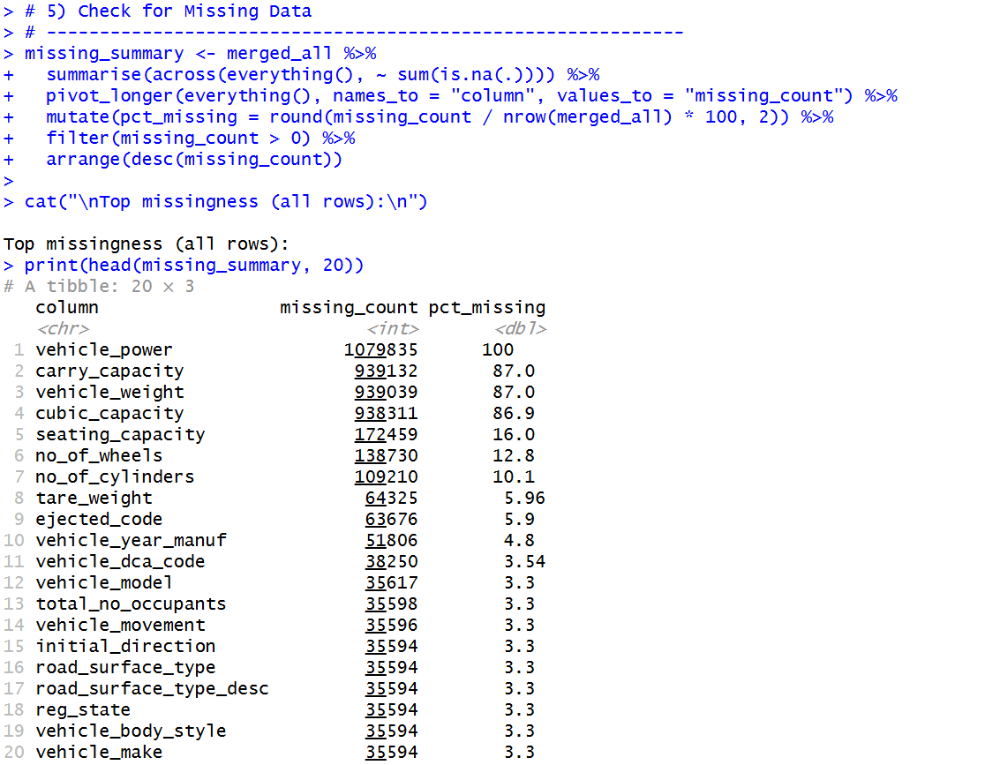 > # 5) Check for Missing Data
> # ------------------------------------------------------------
> missing_summary <- merged_all %>%
+   summarise(across(everything(), ~ sum(is.na(.)))) %>%
+   pivot_longer(everything(), names_to = "column", values_to = "missing_count") %>%
+   mutate(pct_missing = round(missing_count / nrow(merged_all) * 100, 2)) %>%
+   filter(missing_count > 0) %>%
+   arrange(desc(missing_count))
>
> cat("\nTop missingness (all rows):\n")

Top missingness (all rows):
> print(head(missing_summary, 20))
# A tibble: 20 × 3
   column                 missing_count pct_missing
   <chr>                          <int>       <dbl>
 1 vehicle_power                1079835      100
 2 carry_capacity                939132       87.0
 3 vehicle_weight                939039       87.0
 4 cubic_capacity                938311       86.9
 5 seating_capacity              172459       16.0
 6 no_of_wheels                  138730       12.8
 7 no_of_cylinders               109210       10.1
 8 tare_weight                    64325        5.96
 9 ejected_code                   63676        5.9
10 vehicle_year_manuf             51806        4.8
11 vehicle_dca_code               38250        3.54
12 vehicle_model                  35617        3.3
13 total_no_occupants             35598        3.3
14 vehicle_movement               35596        3.3
15 initial_direction              35594        3.3
16 road_surface_type              35594        3.3
17 road_surface_type_desc         35594        3.3
18 reg_state                      35594        3.3
19 vehicle_body_style             35594        3.3
20 vehicle_make                   35594        3.3